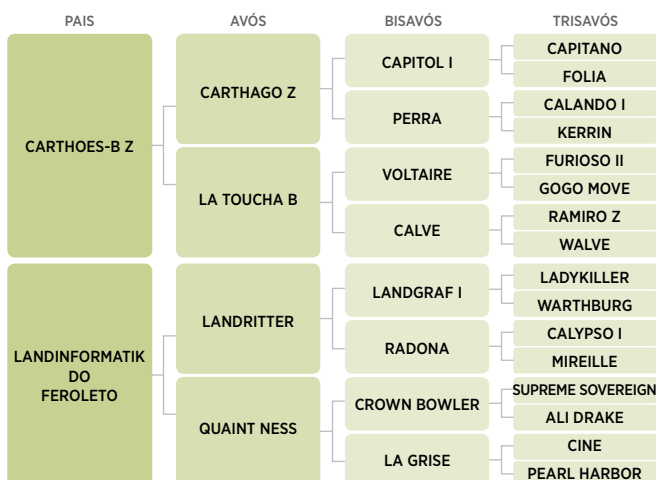 PAIS
AVÓS
BISAVÓS
TRISAVÓS
CARTHOES-B Z
CARTHAGO Z
CAPITOL I
CAPITANO
FOLIA
PERRA
CALANDO I
KERRIN
LA TOUCHA B
VOLTAIRE
FURIOSO II
GOGO MOVE
CALVE
RAMIRO Z
WALVE
LANDINFORMATIK
DO
FEROLETO
LANDRITTER
LANDGRAF I
LADYKILLER
WARTHBURG
RADONA
CALYPSO I
MIREILLE
QUAINT NESS
CROWN BOWLER
SUPREME SOVEREIGN
ALI DRAKE
LA GRISE
CINE
PEARL HARBOR